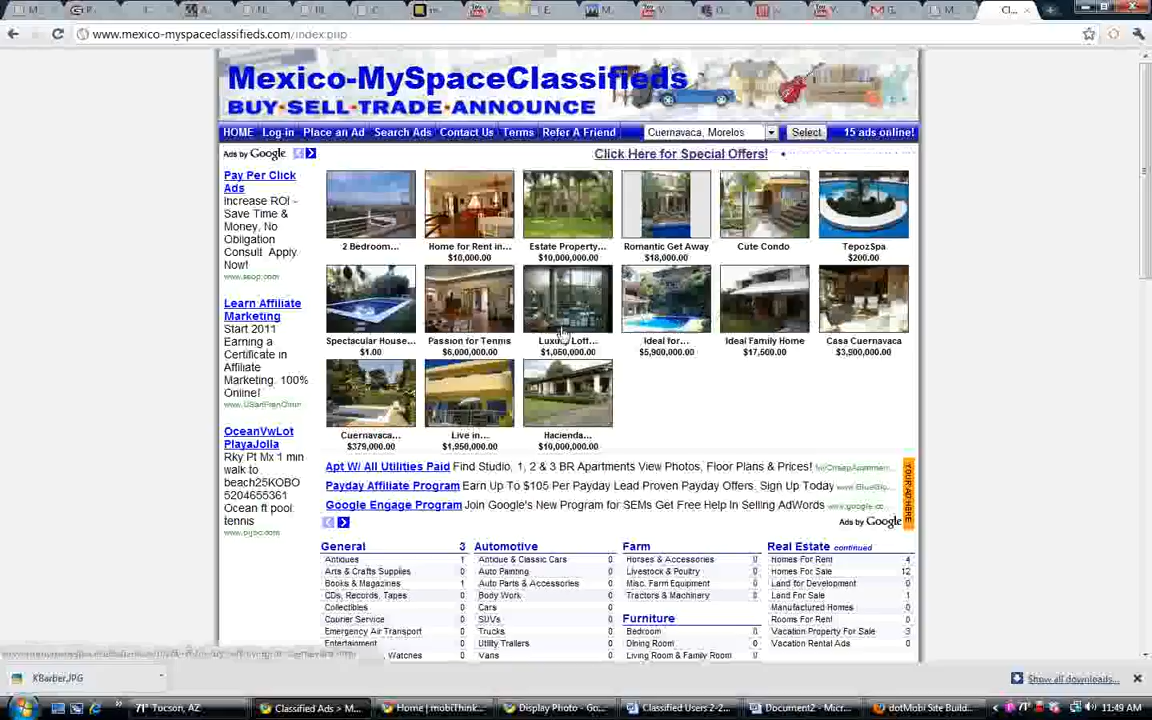 Cl...
www.mexico-myspaceclassifieds.com/index.php
Mexico-MySpaceClassifieds
BUY•SELL•TRADE•ANNOUNCE
HOME Log-in Place an Ad Search Ads Contact Us Terms Refer A Friend Cuernavaca, Morelos Select 15 ads online!
Ads by Google
Click Here for Special Offers!
Pay Per Click
Ads
Increase ROI -
Save Time &
Money, No
Obligation
Consult Apply
Now!
Learn Affiliate
Marketing
Start 2011
Earning a
Certificate in
Affiliate
Marketing. 100%
Online!
OceanVwLot
PlayaJolla
Rky Pt Mx 1 min
walk to
beach25KOBO
5204655361
Ocean ft pool
tennis
2 Bedroom... Home for Rent in... Estate Property... Romantic Get Away Cute Condo TepozSpa
$10,000.00 $10,000,000.00 $18,000.00 $200.00
Spectacular House... Passion for Tennis Luxury Loft... Ideal for... Ideal Family Home Casa Cuernavaca
$1.00 $6,000,000.00 $1,050,000.00 $5,900,000.00 $17,500.00 $3,900,000.00
Cuernavaca... Live in... Hacienda...
$379,000.00 $1,950,000.00 $10,000,000.00
Apt W/ All Utilities Paid Find Studio, 1, 2 & 3 BR Apartments View Photos, Floor Plans & Prices!
Payday Affiliate Program Earn Up To $105 Per Payday Lead Proven Payday Offers. Sign Up Today
Google Engage Program Join Google's New Program for SEMs Get Free Help In Selling AdWords
YOUR AD HERE
Ads by Google
General 3 Automotive Farm Real Estate continued
Antiques 1 Antique & Classic Cars 0 Horses & Accessories 0 Homes For Rent 4
Arts & Crafts Supplies 0 Auto Painting 0 Livestock & Poultry 0 Homes For Sale 12
Books & Magazines 1 Auto Parts & Accessories 0 Misc. Farm Equipment 0 Land for Development 0
CDs, Records, Tapes 0 Body Work 0 Tractors & Machinery 0 Land For Sale 1
Collectibles 0 Cars 0 Manufactured Homes 0
Courier Service 0 SUVs 0 Furniture Rooms For Rent 0
Emergency Air Transport 0 Trucks 0 Bedroom 0 Vacation Property For Sale 3
Entertainment 0 Utility Trailers 0 Dining Room 0 Vacation Rental Ads 0
Watches 0 Vans 0 Living Room & Family Room 0
KBarber.JPG Show all downloads...
71° Tucson, AZ Classified Ads > M... Home | mobiThink... Display Photo - Go... Classified Users 2-2... Document2 - Micr... dotMobi Site Build... 71° 11:49 AM